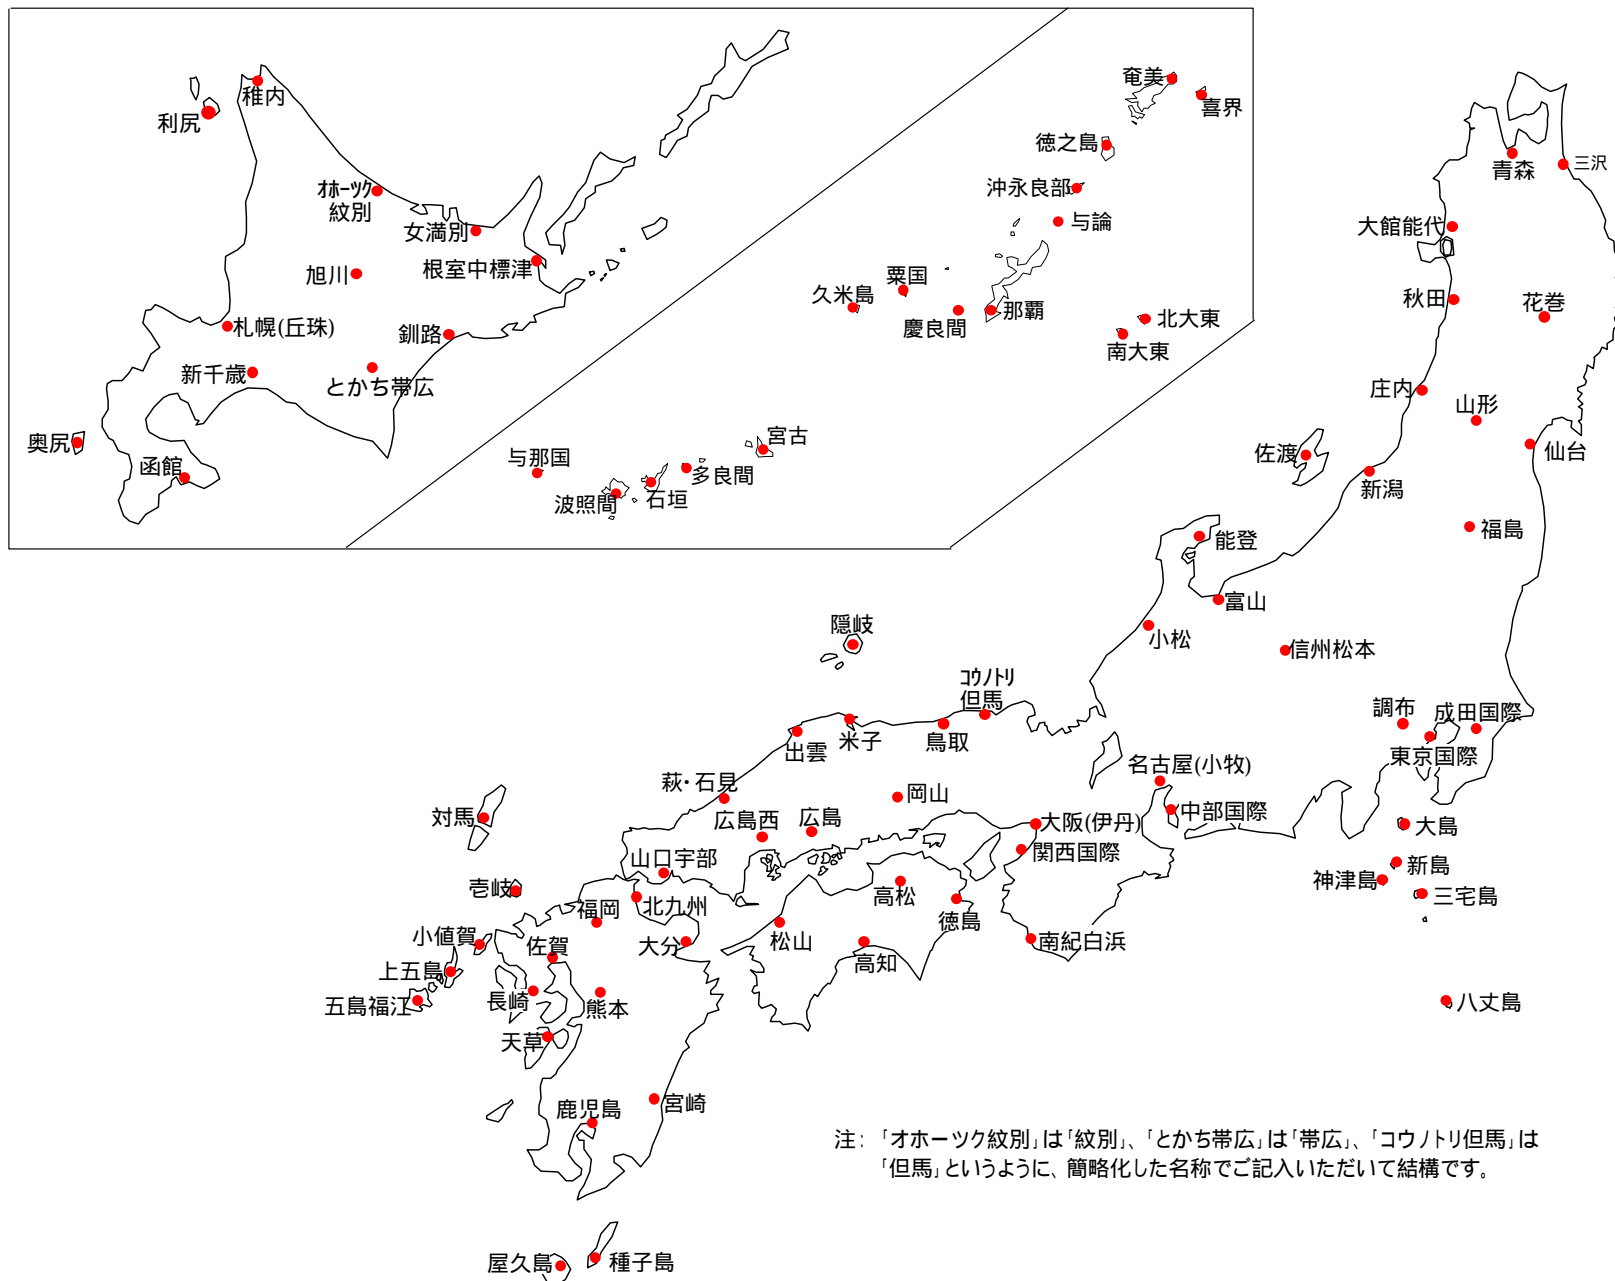 稚内
利尻
オホーツク
紋別
女満別
根室中標津
旭川
札幌(丘珠)
釧路
新千歳
とかち帯広
奥尻
函館
奄美
喜界
徳之島
沖永良部
与論
粟国
久米島
慶良間
那覇
北大東
南大東
宮古
与那国
多良間
石垣
波照間
青森
三沢
大館能代
秋田
花巻
庄内
山形
仙台
佐渡
新潟
福島
能登
富山
小松
信州松本
隠岐
コウノトリ
但馬
鳥取
米子
出雲
調布
成田国際
東京国際
名古屋(小牧)
中部国際
萩・石見
岡山
広島西
広島
大阪(伊丹)
関西国際
大島
新島
神津島
三宅島
八丈島
対馬
山口宇部
壱岐
北九州
福岡
高松
徳島
松山
高知
南紀白浜
小値賀
佐賀
大分
上五島
五島福江
長崎
熊本
天草
宮崎
鹿児島
屋久島
種子島
注:「オホーツク紋別」は「紋別」、「とかち帯広」は「帯広」、「コウノトリ但馬」は
「但馬」というように、簡略化した名称でご記入いただいて結構です。